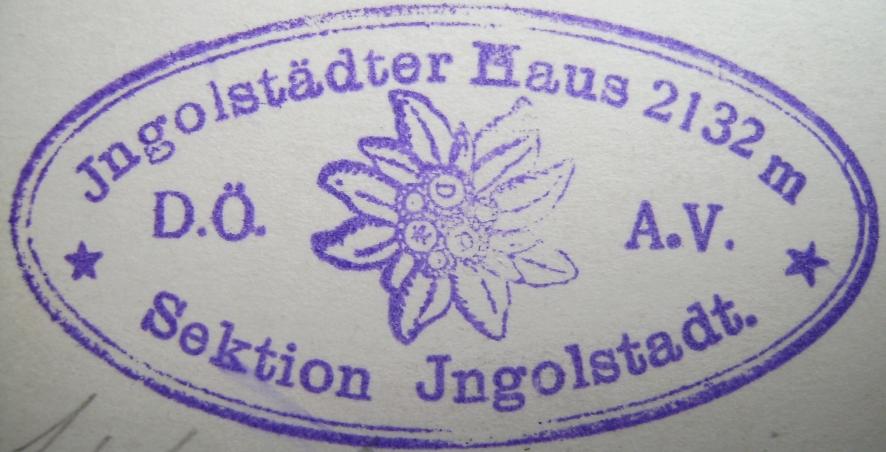 Jngolstädter Haus 2132 m
D.Ö. A.V.
Sektion Jngolstadt.